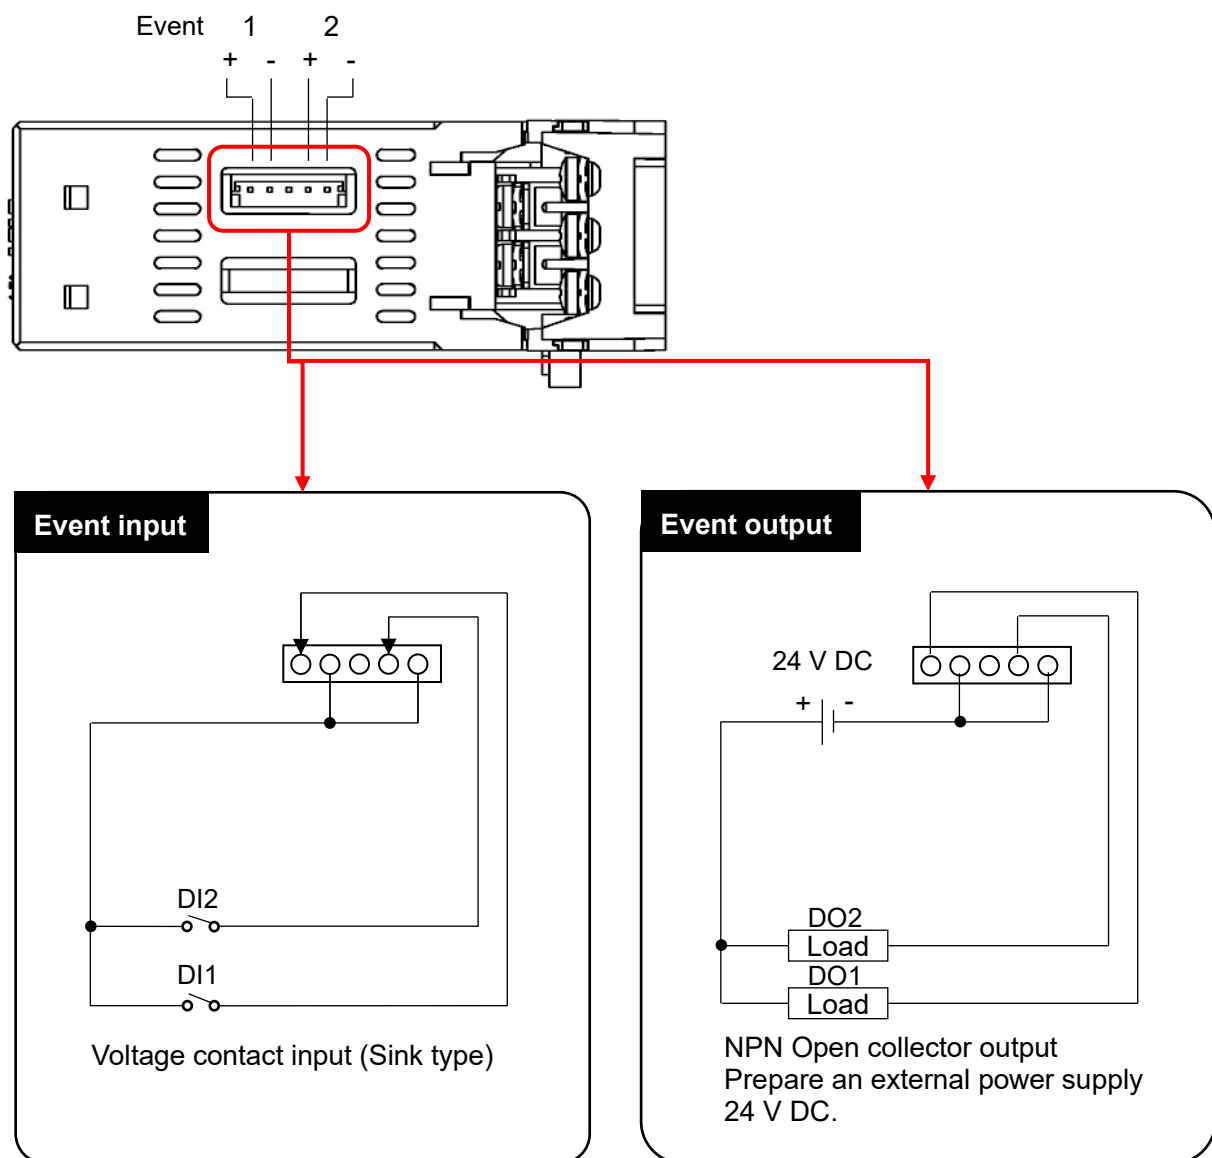 Event 1 2
+ - + -
Event input
DI2
DI1
Voltage contact input (Sink type)
Event output
24 V DC
+ -
DO2
Load
DO1
Load
NPN Open collector output
Prepare an external power supply
24 V DC.